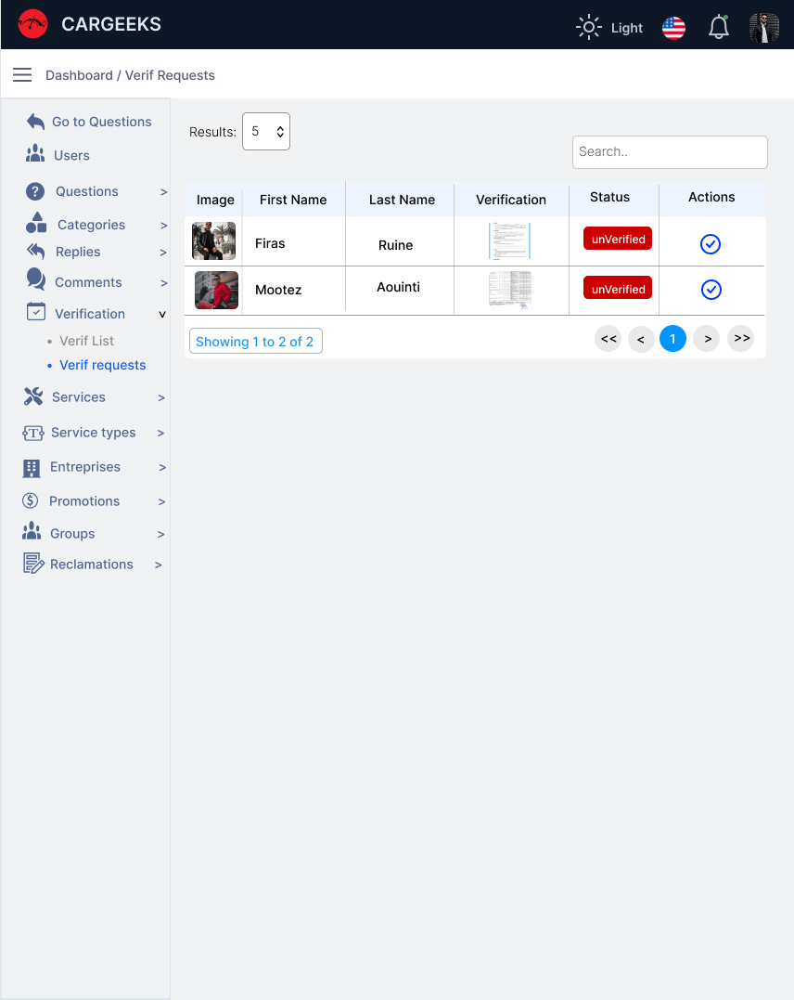 CARGEEKS
Light
Dashboard / Verif Requests
Go to Questions
Users
Questions >
Categories >
Replies >
Comments >
Verification v
• Verif List
• Verif requests
Services >
Service types >
Entreprises >
Promotions >
Groups >
Reclamations >
Results: 5
Search..
Image First Name Last Name Verification Status Actions
Firas Ruine unVerified
Mootez Aouinti unVerified
Showing 1 to 2 of 2
<< < 1 > >>